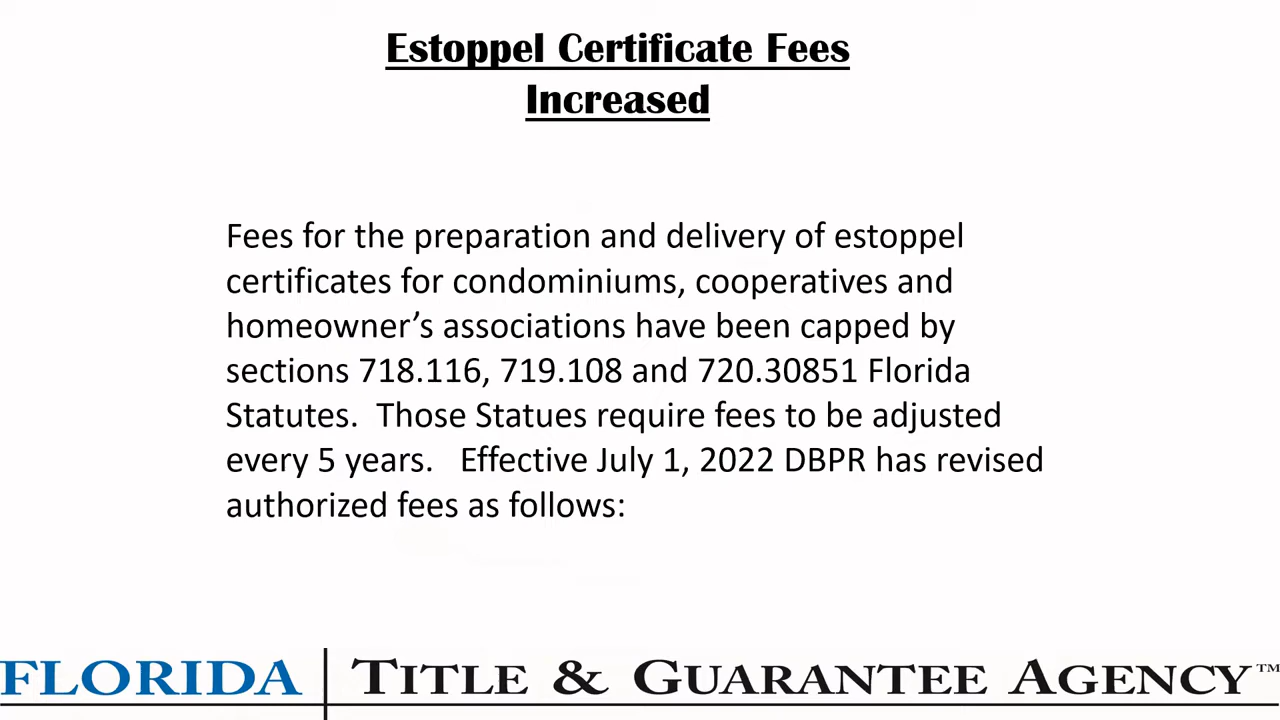 Estoppel Certificate Fees
Increased
Fees for the preparation and delivery of estoppel
certificates for condominiums, cooperatives and
homeowner’s associations have been capped by
sections 718.116, 719.108 and 720.30851 Florida
Statutes.  Those Statues require fees to be adjusted
every 5 years.   Effective July 1, 2022 DBPR has revised
authorized fees as follows:
FLORIDA | TITLE & GUARANTEE AGENCY™